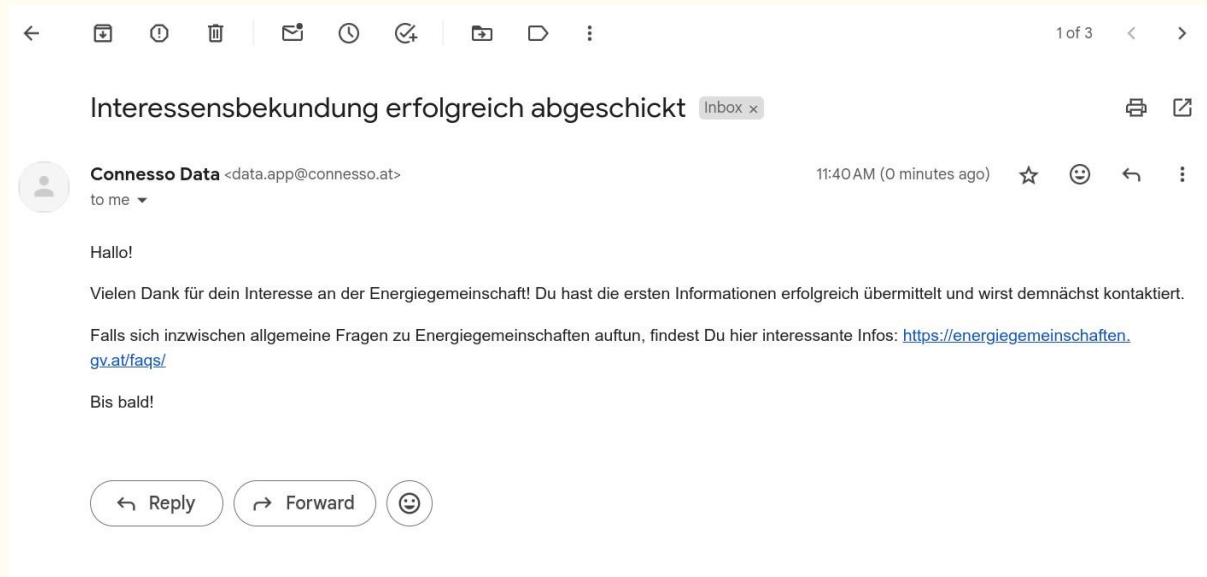 1 of 3
Interessensbekundung erfolgreich abgeschickt Inbox x
Connesso Data <data.app@connesso.at> 11:40 AM (0 minutes ago)
to me
Hallo!
Vielen Dank für dein Interesse an der Energiegemeinschaft! Du hast die ersten Informationen erfolgreich übermittelt und wirst demnächst kontaktiert.
Falls sich inzwischen allgemeine Fragen zu Energiegemeinschaften auftun, findest Du hier interessante Infos: https://energiegemeinschaften.
gv.at/faqs/
Bis bald!
Reply Forward